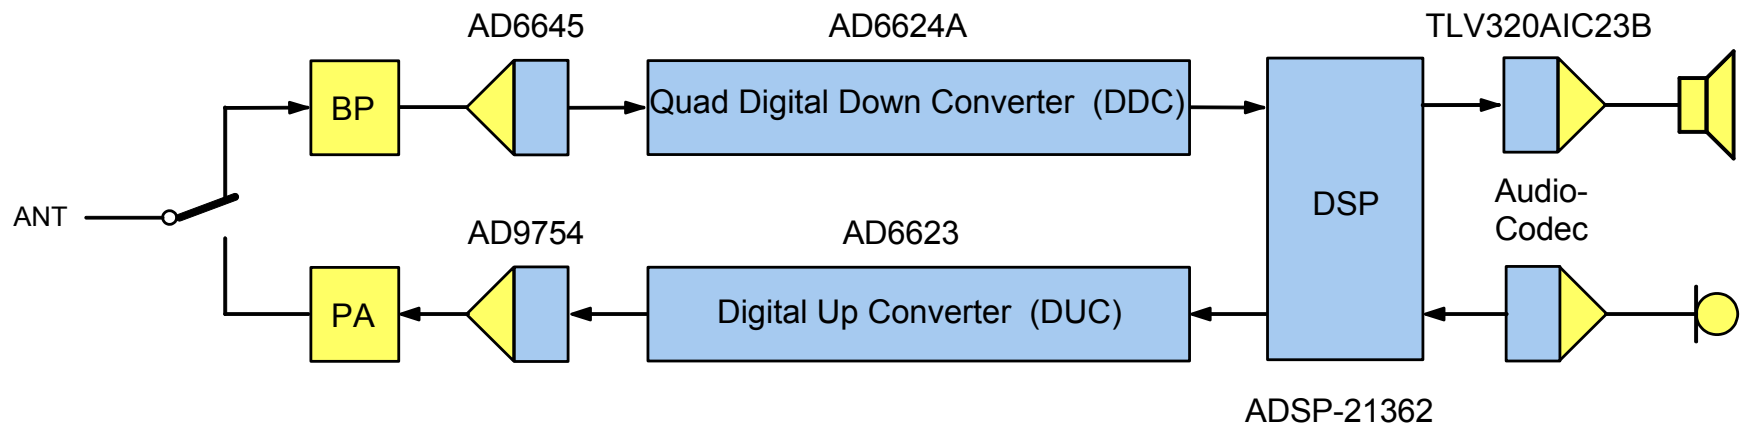 AD6645
AD6624A
TLV320AIC23B
BP
Quad Digital Down Converter (DDC)
DSP
Audio-
Codec
ANT
AD9754
AD6623
PA
Digital Up Converter (DUC)
ADSP-21362